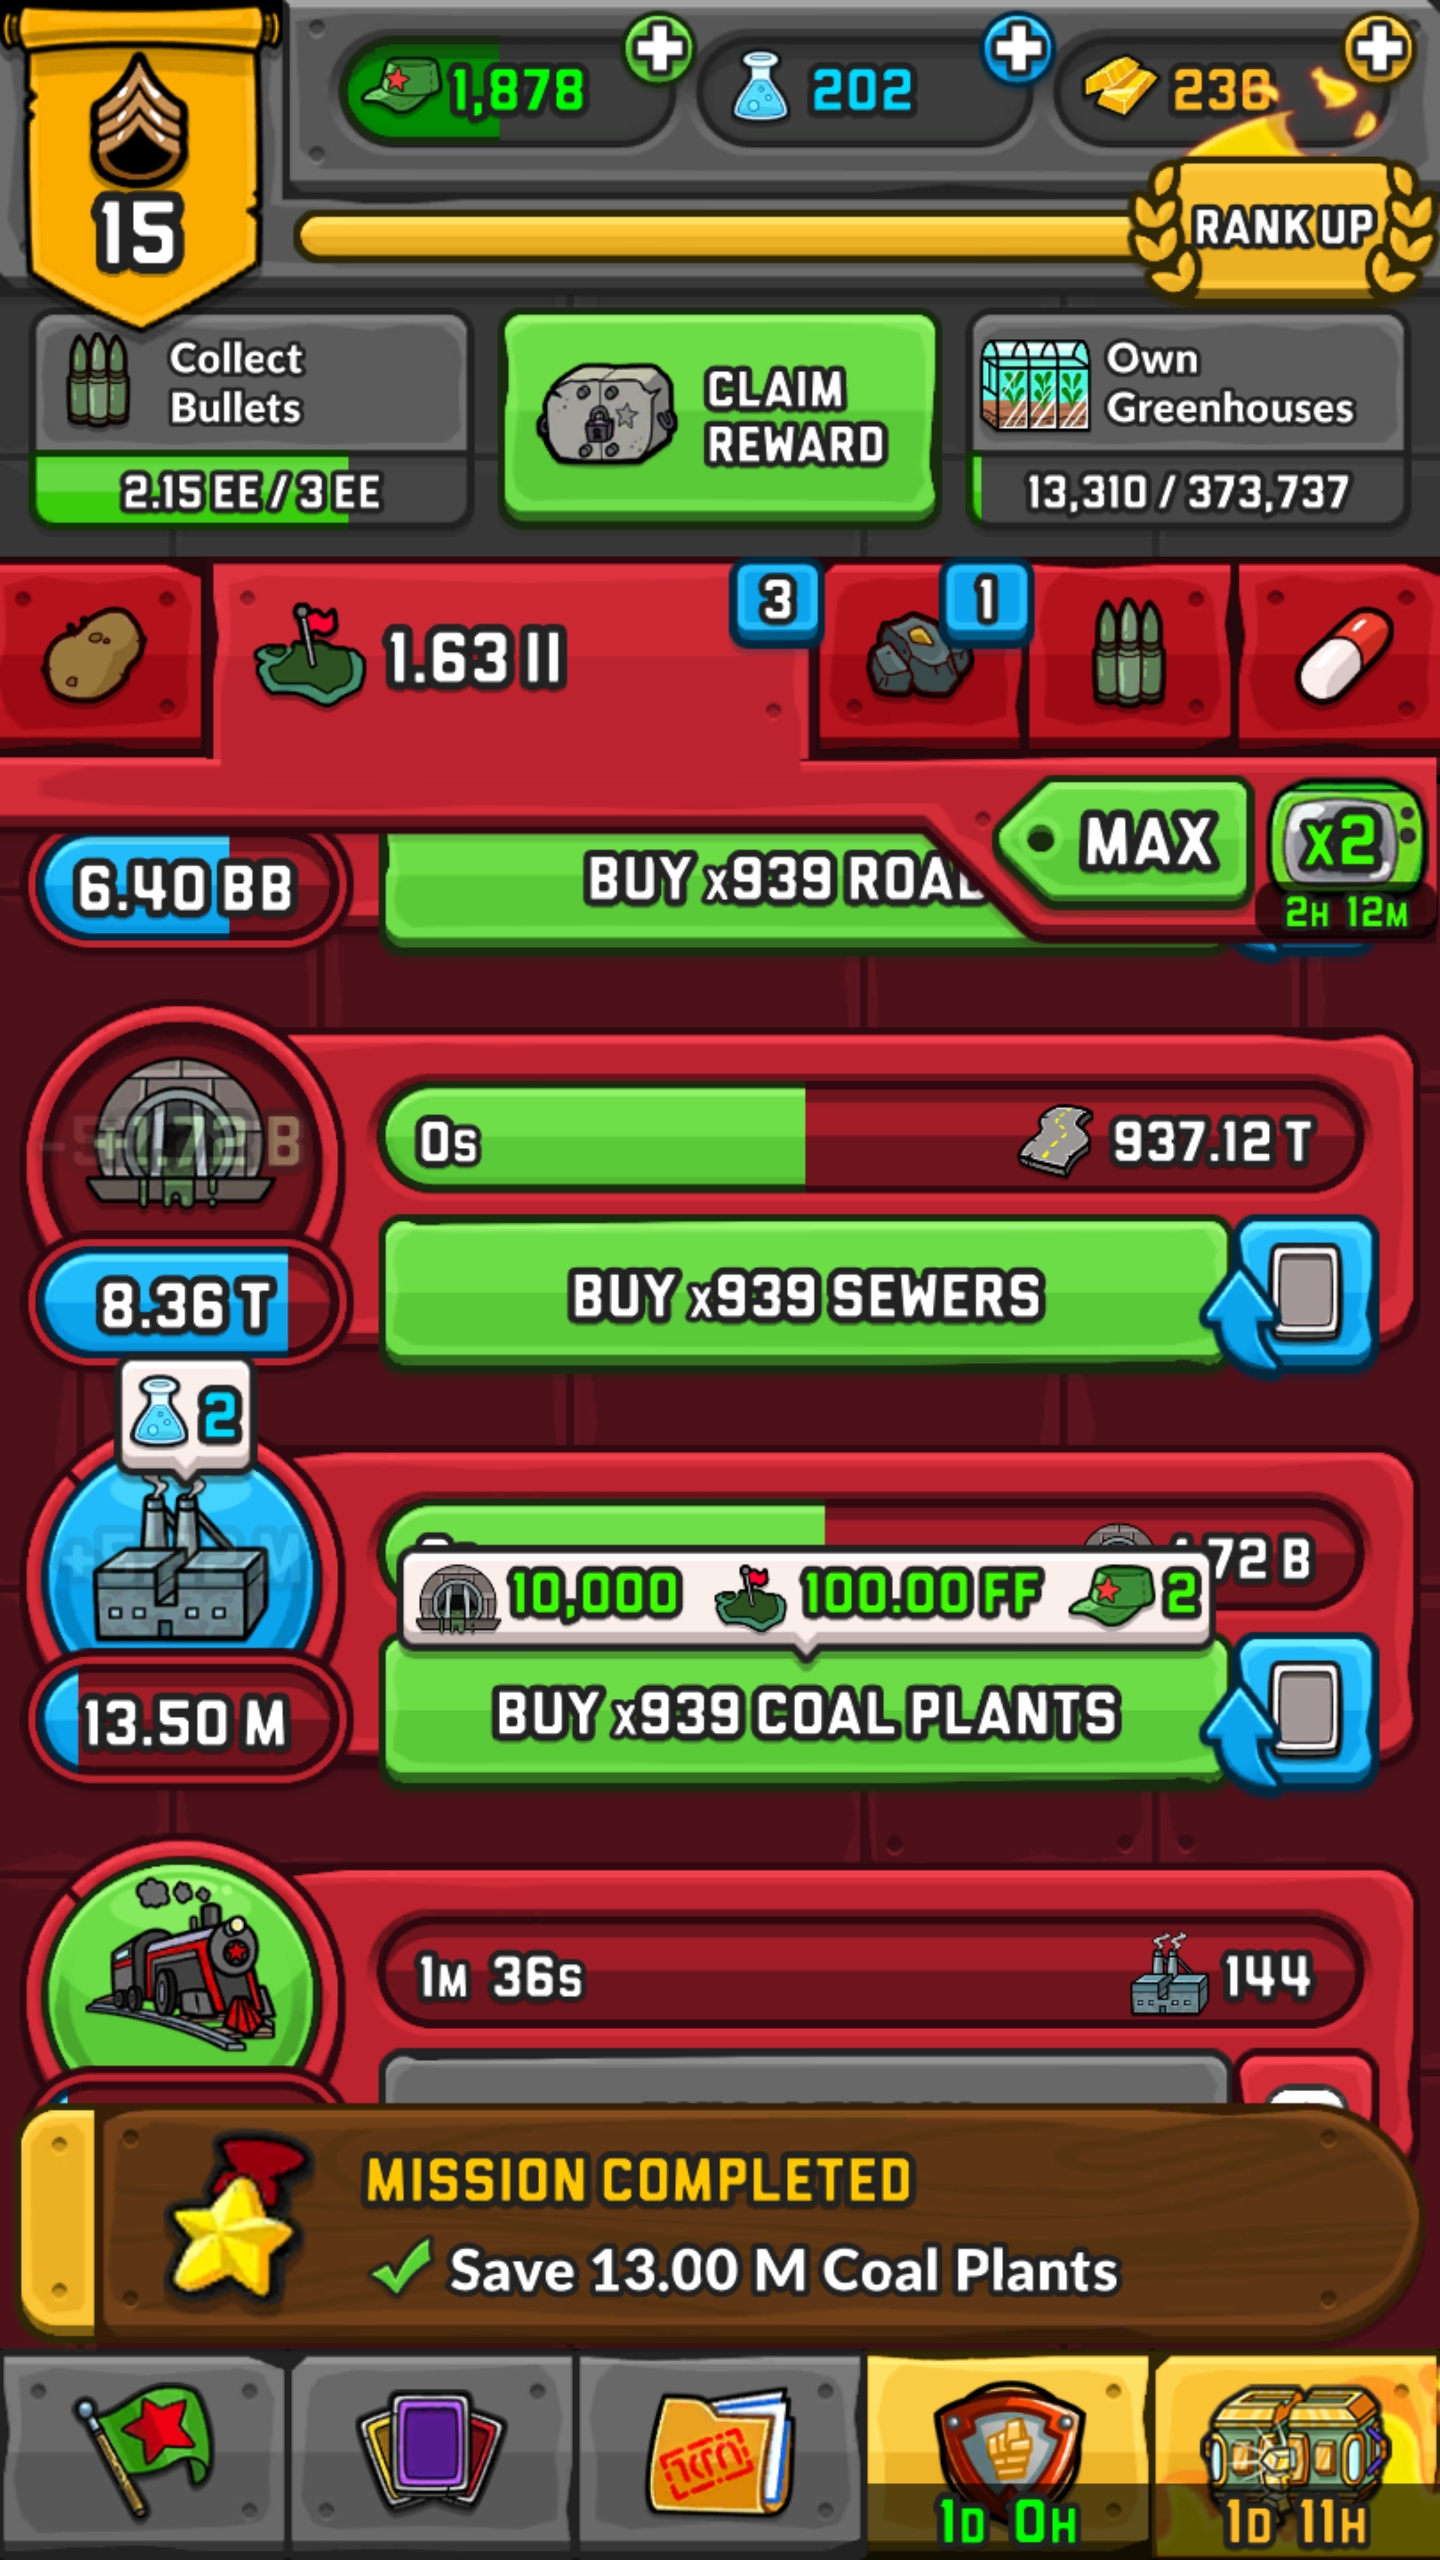 1,878
202
236
15
RANK UP
Collect
Bullets
2.15 EE / 3 EE
CLAIM
REWARD
Own
Greenhouses
13,310 / 373,737
1.63 II
3
1
MAX
x2
2H 12M
6.40 BB
BUY x939 ROAD
0s
937.12 T
8.36 T
BUY x939 SEWERS
2
72 B
10,000
100.00 FF
2
13.50 M
BUY x939 COAL PLANTS
1M 36s
144
MISSION COMPLETED
Save 13.00 M Coal Plants
1D 0H
1D 11H